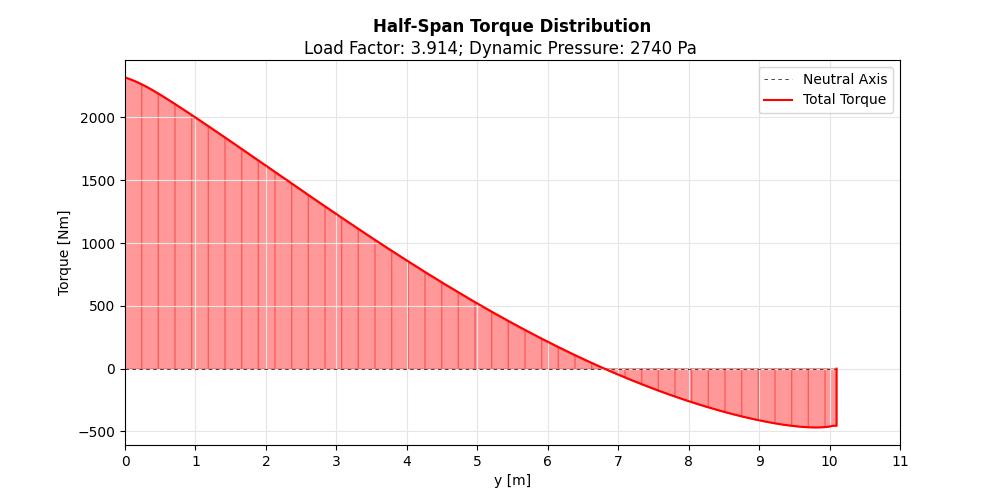 Half-Span Torque Distribution
Load Factor: 3.914; Dynamic Pressure: 2740 Pa
Neutral Axis
Total Torque
Torque [Nm]
2000
1500
1000
500
0
−500
0 1 2 3 4 5 6 7 8 9 10 11
y [m]